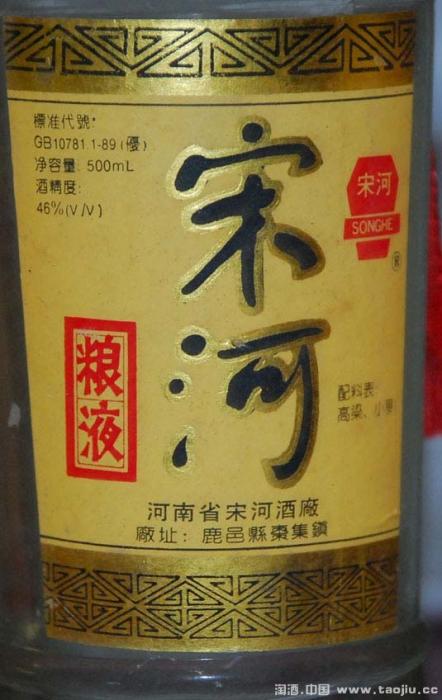 標准代號*
GB10781.1-89(優)
净容量: 500mL
酒精度:
46%(V/V)
宋河
宋河
SONGHE
®
粮液
配料表:
高粱、小
河南省宋河酒廠
廠址: 鹿邑縣棗集鎮
淘酒.中国 www.taojiu.cc